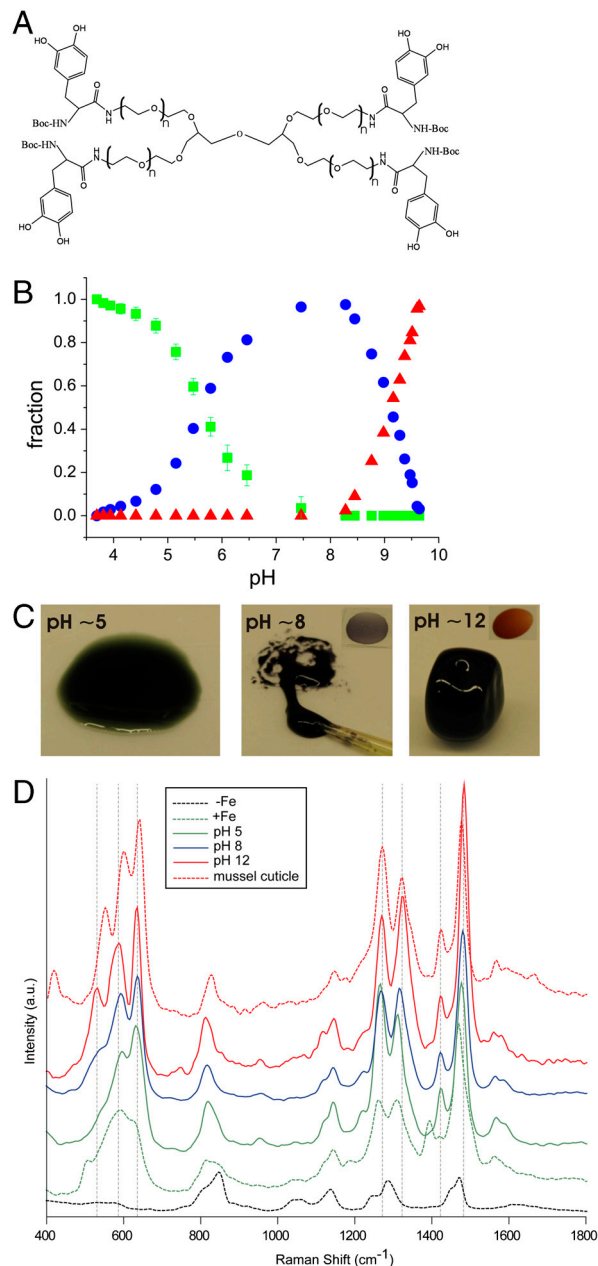 A
HO
OH
OH
HO
O
O
Boc-HN
N
H
O
n
O
O
O
n
H
N
NH-Boc
O
Boc-HN
H
N
O
O
n
O
O
O
n
N
H
O
NH-Boc
HO
OH
HO
OH
B
1.0
0.8
0.6
0.4
0.2
0.0
fraction
4 5 6 7 8 9 10
pH
C
pH ~5
pH ~8
pH ~12
D
-Fe
+Fe
pH 5
pH 8
pH 12
mussel cuticle
Intensity (a.u.)
400 600 800 1000 1200 1400 1600 1800
Raman Shift (cm⁻¹)